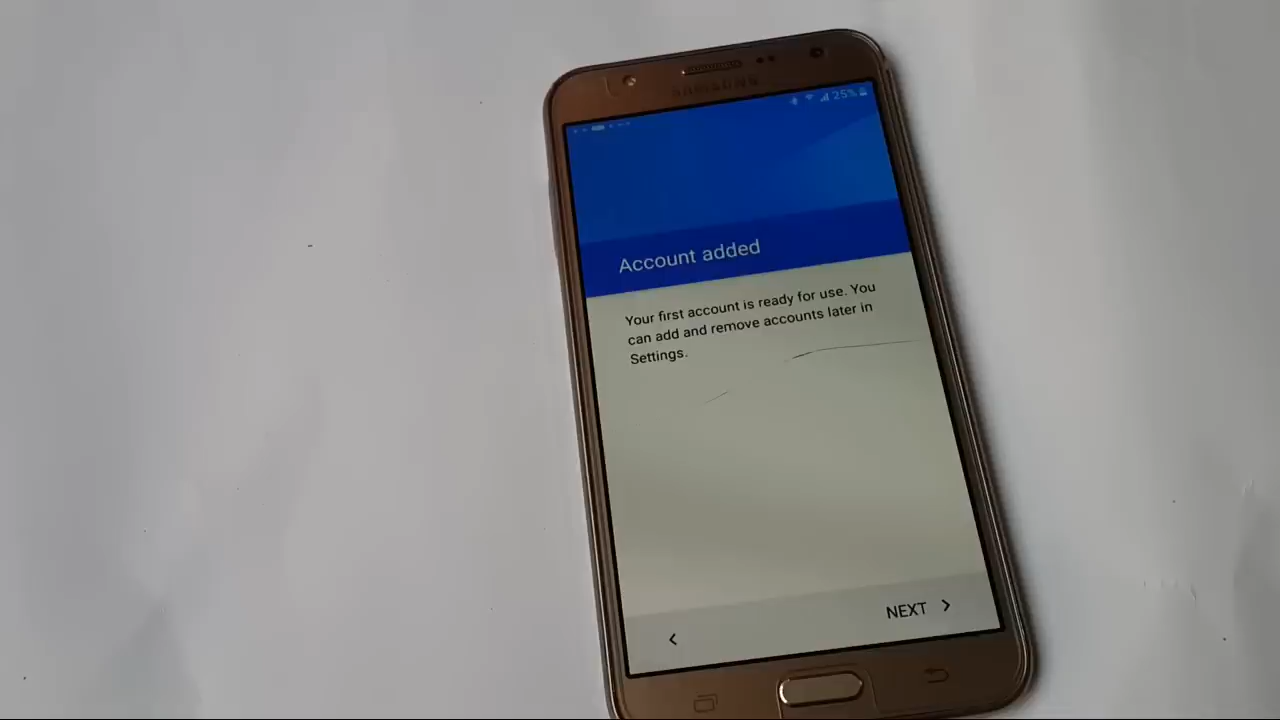 SAMSUNG
25%
Account added
Your first account is ready for use. You
can add and remove accounts later in
Settings.
NEXT